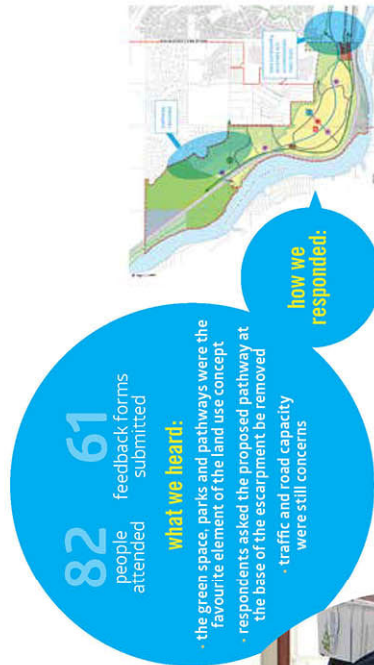 82
people
attended
61
feedback forms
submitted
what we heard:
· the green space, parks and pathways were the
favourite element of the land use concept
· respondents asked the proposed pathway at
the base of the escarpment be removed
· traffic and road capacity
were still concerns
how we
responded: